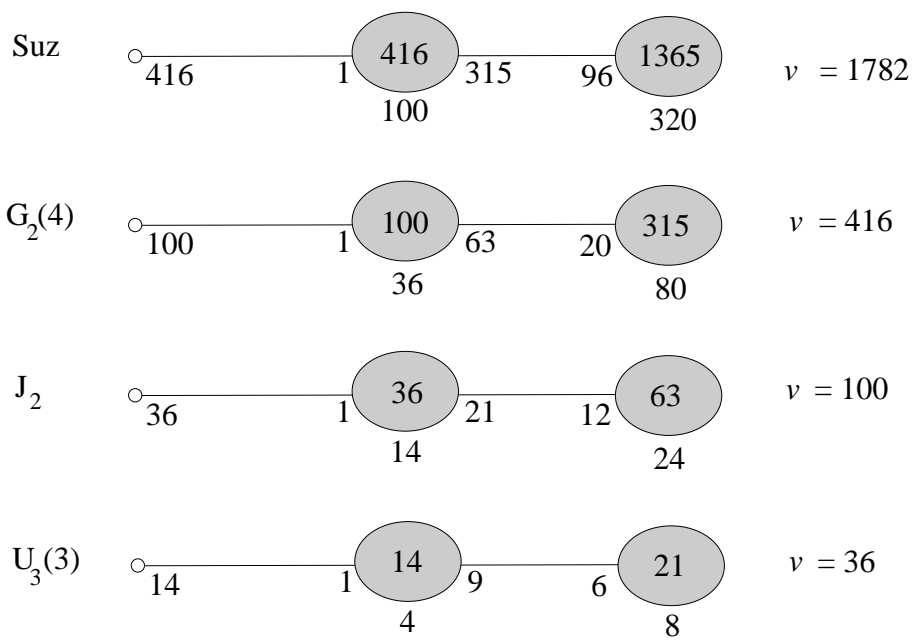 Suz 416 1 416 315 96 1365 v = 1782
100 320
G2(4) 100 1 100 63 20 315 v = 416
36 80
J2 36 1 36 21 12 63 v = 100
14 24
U3(3) 14 1 14 9 6 21 v = 36
4 8